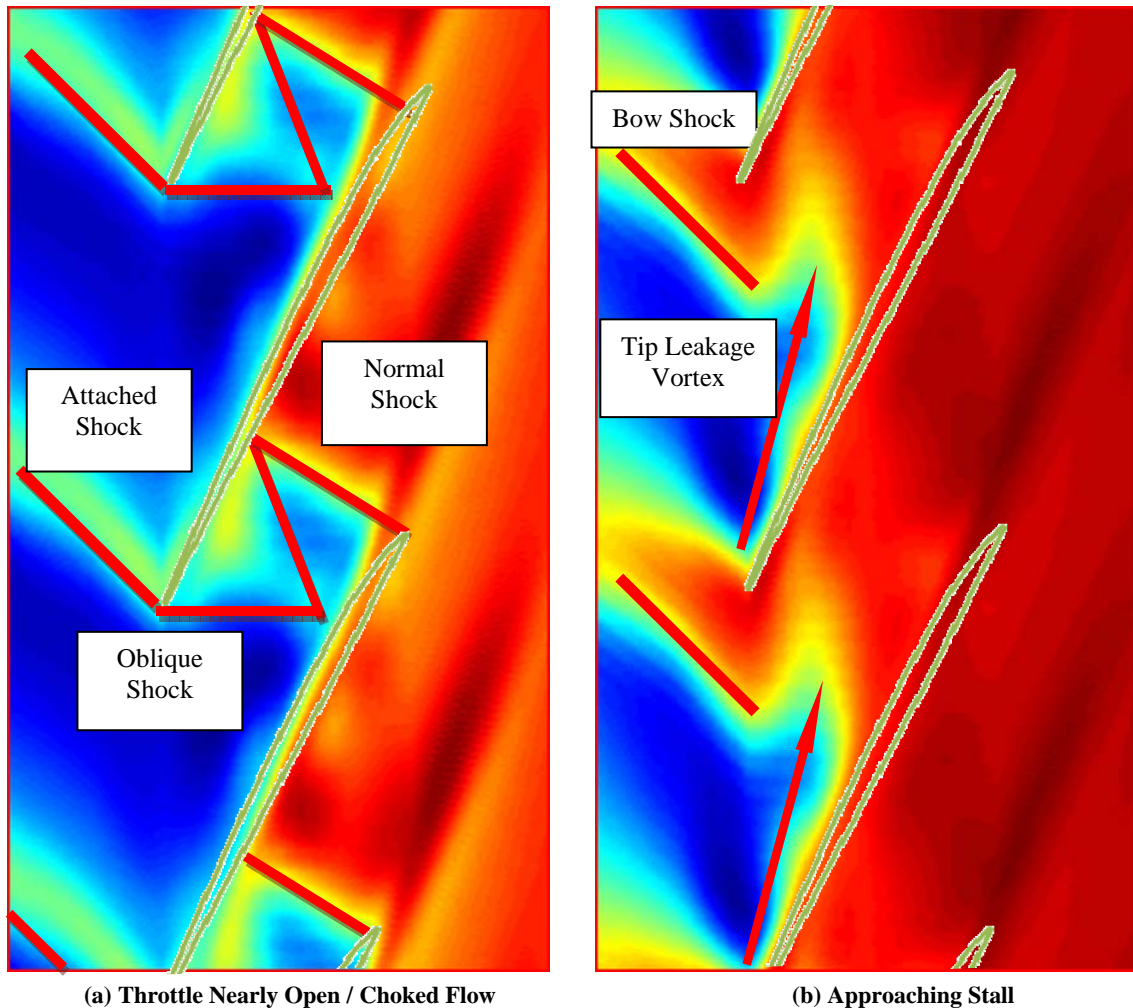 Attached
Shock
Normal
Shock
Oblique
Shock
(a) Throttle Nearly Open / Choked Flow
Bow Shock
Tip Leakage
Vortex
(b) Approaching Stall